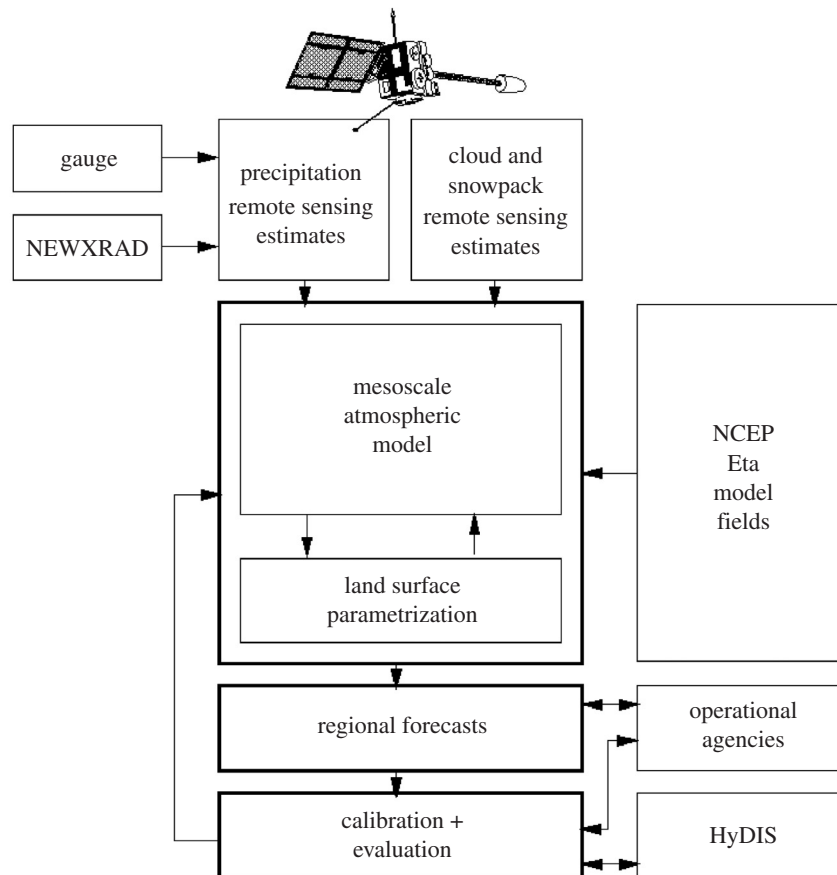 gauge
NEWXRAD
precipitation
remote sensing
estimates
cloud and
snowpack
remote sensing
estimates
mesoscale
atmospheric
model
NCEP
Eta
model
fields
land surface
parametrization
regional forecasts
operational
agencies
calibration +
evaluation
HyDIS